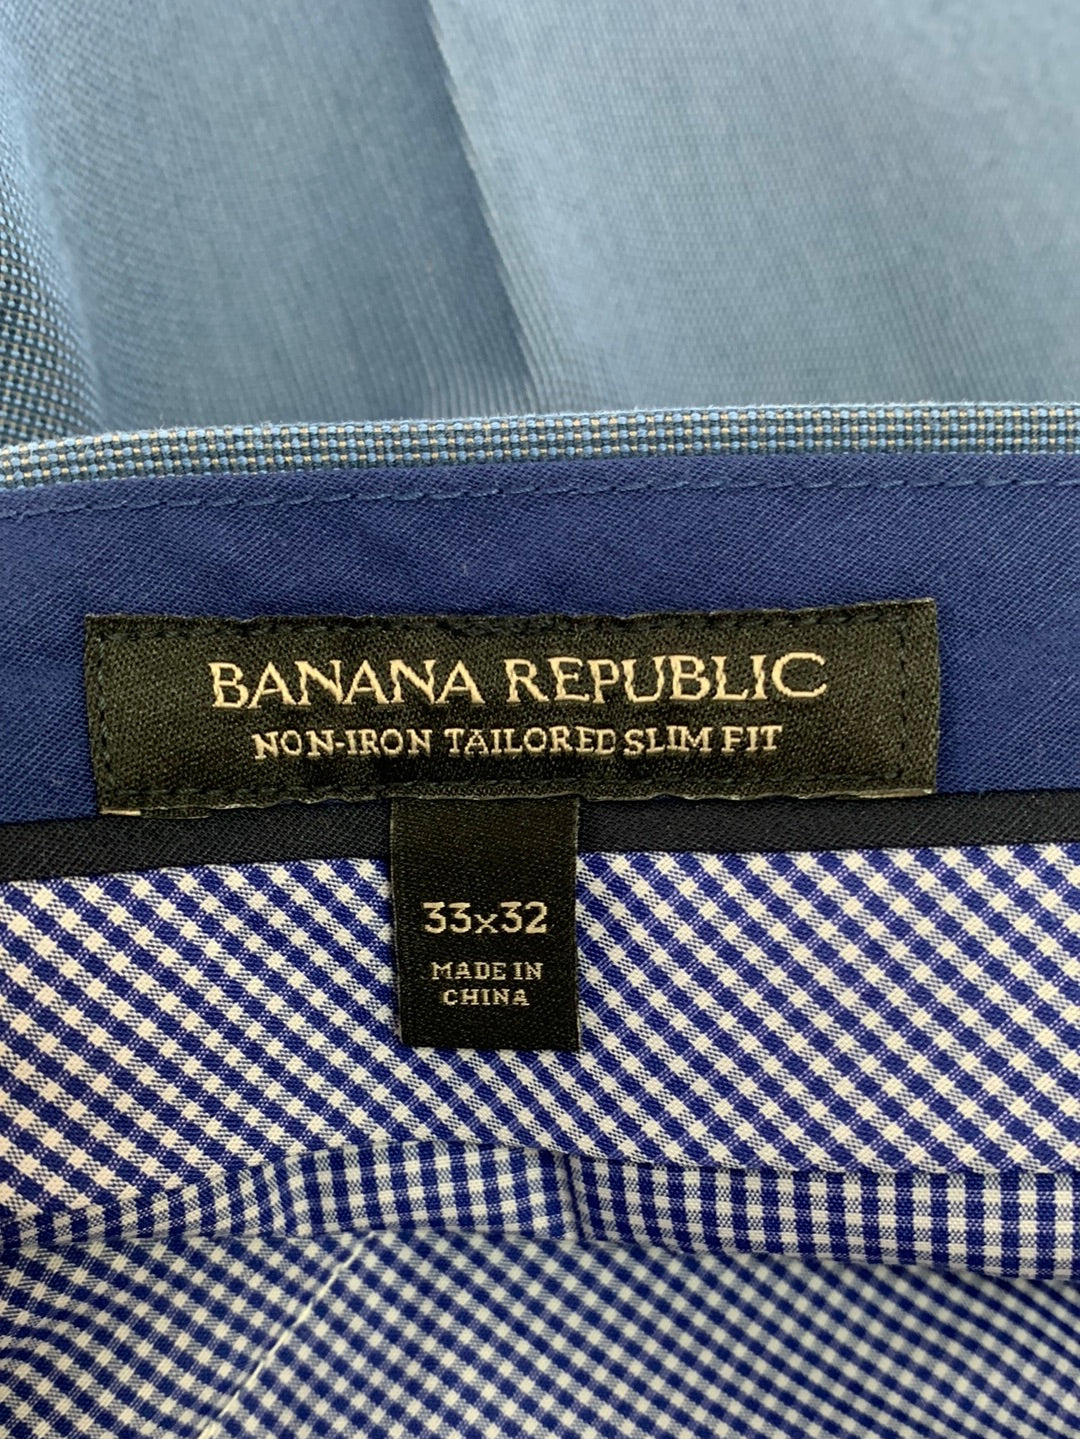 BANANA REPUBLIC
NON-IRON TAILORED SLIM FIT
33x32
MADE IN
CHINA